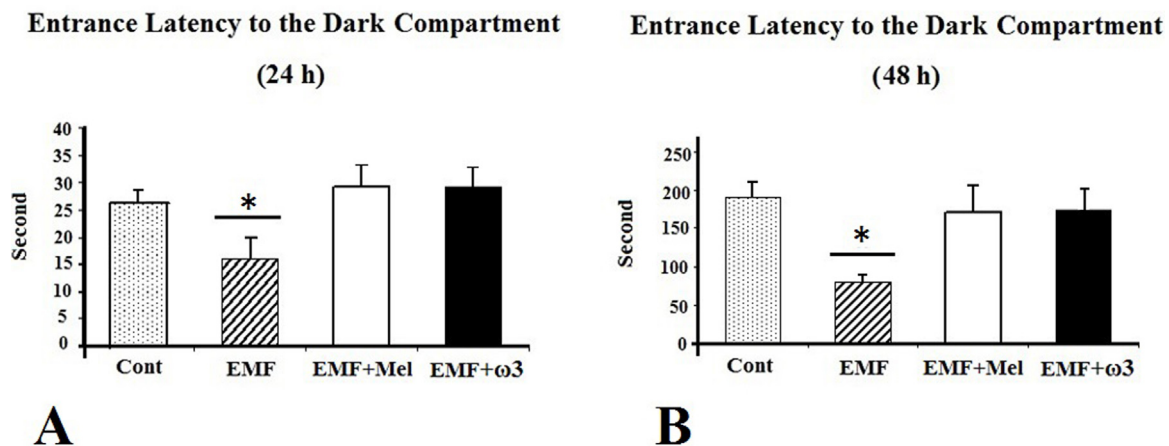 Entrance Latency to the Dark Compartment
(24 h)
Second
40
35
30
25
20
15
10
5
0
*
Cont
EMF
EMF+Mel
EMF+ω3
A
Entrance Latency to the Dark Compartment
(48 h)
Second
250
200
150
100
50
0
*
Cont
EMF
EMF+Mel
EMF+ω3
B